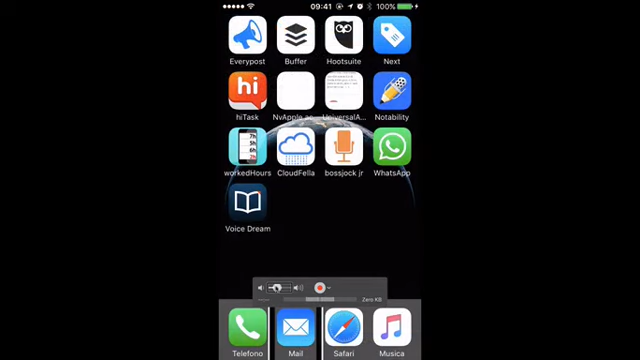 09:41 100%
Everypost Buffer Hootsuite Next
hi
hiTask NvApple ac UniversalA... Notability
workedHours CloudFella bossjock jr WhatsApp
Voice Dream
Zero KB
Telefono Mail Safari Musica